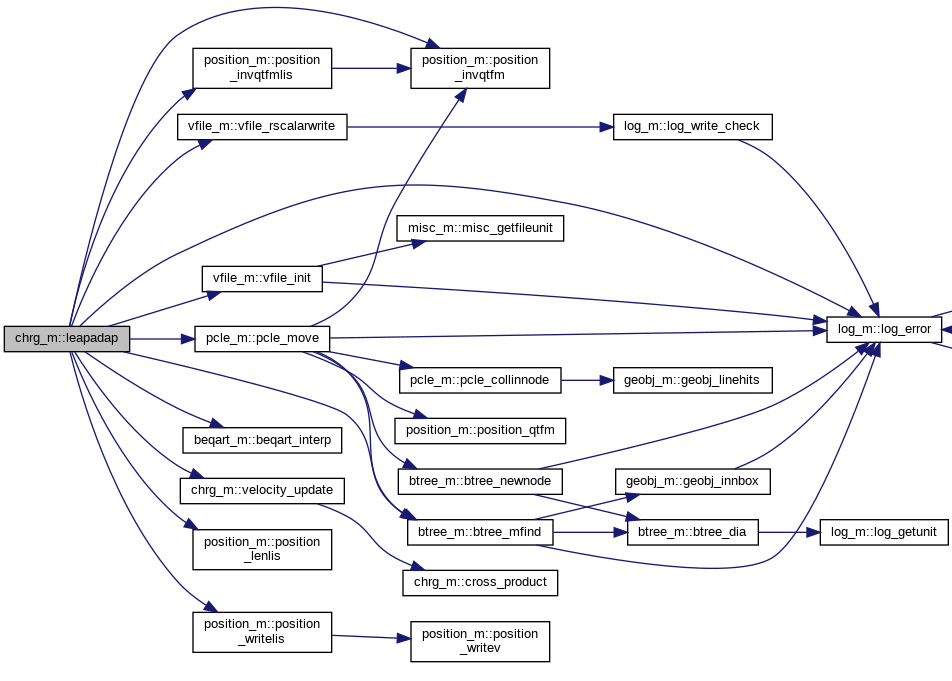 position_m::position
_invqtfmlis
position_m::position
_invqtfm
vfile_m::vfile_rscalarwrite
log_m::log_write_check
misc_m::misc_getfileunit
vfile_m::vfile_init
chrg_m::leapadap
pcle_m::pcle_move
log_m::log_error
pcle_m::pcle_collinnode
geobj_m::geobj_linehits
position_m::position_qtfm
beqart_m::beqart_interp
btree_m::btree_newnode
geobj_m::geobj_innbox
chrg_m::velocity_update
btree_m::btree_mfind
btree_m::btree_dia
log_m::log_getunit
position_m::position
_lenlis
chrg_m::cross_product
position_m::position
_writelis
position_m::position
_writev